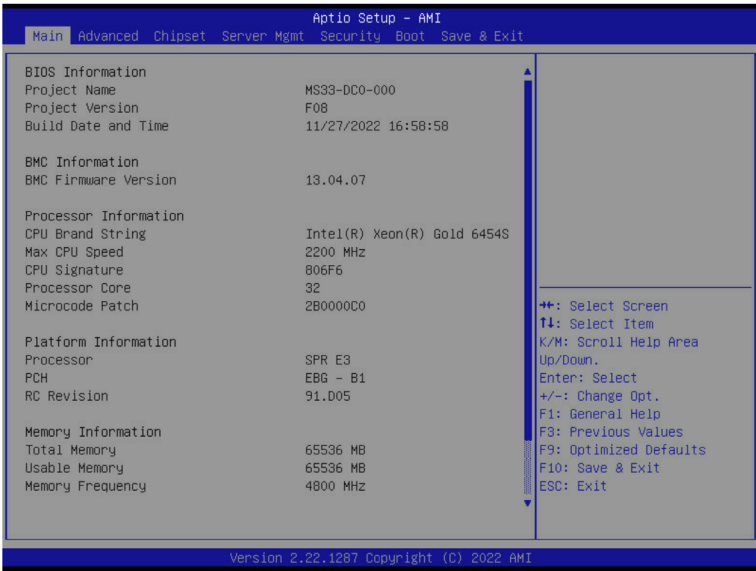 Aptio Setup – AMI
Main Advanced Chipset Server Mgmt Security Boot Save & Exit
BIOS Information
Project Name MS33-DC0-000
Project Version F08
Build Date and Time 11/27/2022 16:58:58
BMC Information
BMC Firmware Version 13.04.07
Processor Information
CPU Brand String Intel(R) Xeon(R) Gold 6454S
Max CPU Speed 2200 MHz
CPU Signature 806F6
Processor Core 32
Microcode Patch 2B0000C0
Platform Information
Processor SPR E3
PCH EBG - B1
RC Revision 91.D05
Memory Information
Total Memory 65536 MB
Usable Memory 65536 MB
Memory Frequency 4800 MHz
→←: Select Screen
↑↓: Select Item
K/M: Scroll Help Area
Up/Down.
Enter: Select
+/-: Change Opt.
F1: General Help
F3: Previous Values
F9: Optimized Defaults
F10: Save & Exit
ESC: Exit
Version 2.22.1287 Copyright (C) 2022 AMI